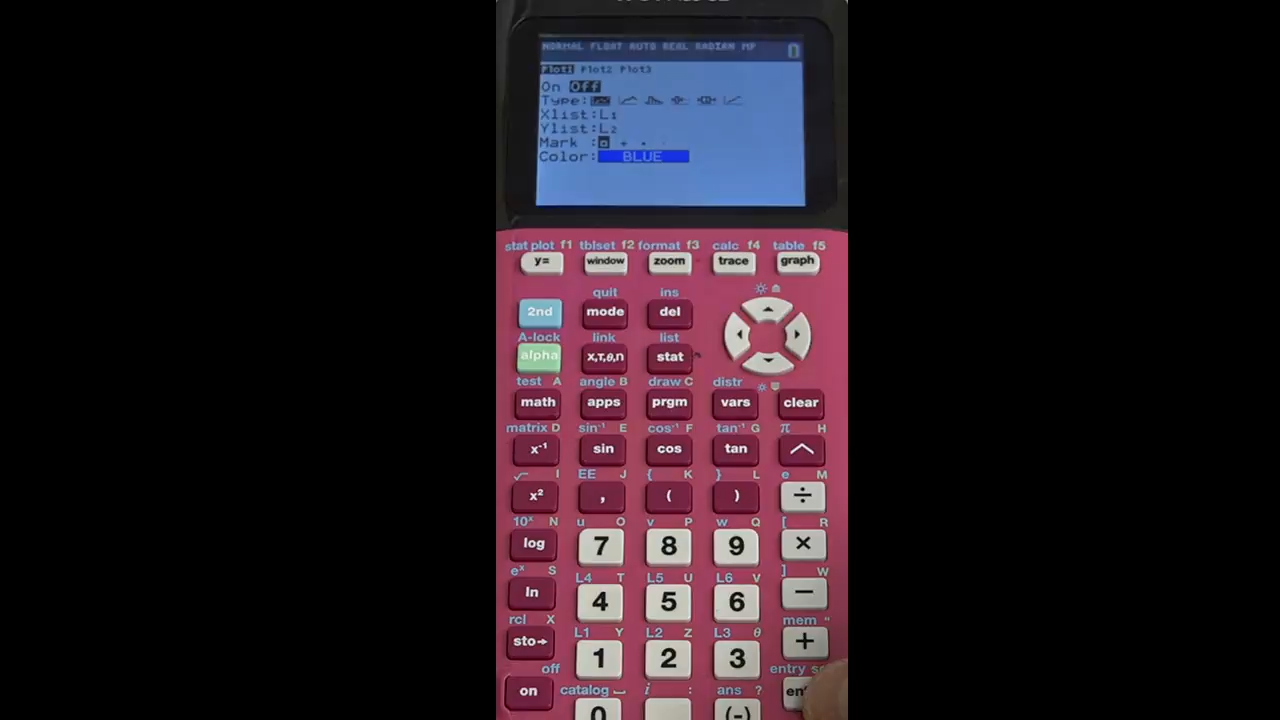 NORMAL FLOAT AUTO REAL RADIAN MP
Plot1 Plot2 Plot3
On Off
Type:
Xlist:L1
Ylist:L2
Mark :
Color: BLUE
stat plot f1 tblset f2 format f3 calc f4 table f5
y= window zoom trace graph
quit ins
2nd mode del
A-lock link list
alpha X,T,θ,n stat
test A angle B draw C distr
math apps prgm vars clear
matrix D sin⁻¹ E cos⁻¹ F tan⁻¹ G π H
x⁻¹ sin cos tan ^
√ I EE J { K } L e M
x² , ( ) ÷
10ˣ N u O v P w Q [ R
log 7 8 9 ×
eˣ S L4 T L5 U L6 V ] W
ln 4 5 6 −
rcl X L1 Y L2 Z L3 θ mem "
sto→ 1 2 3 +
off catalog i : ans ? entry
on 0 (-)